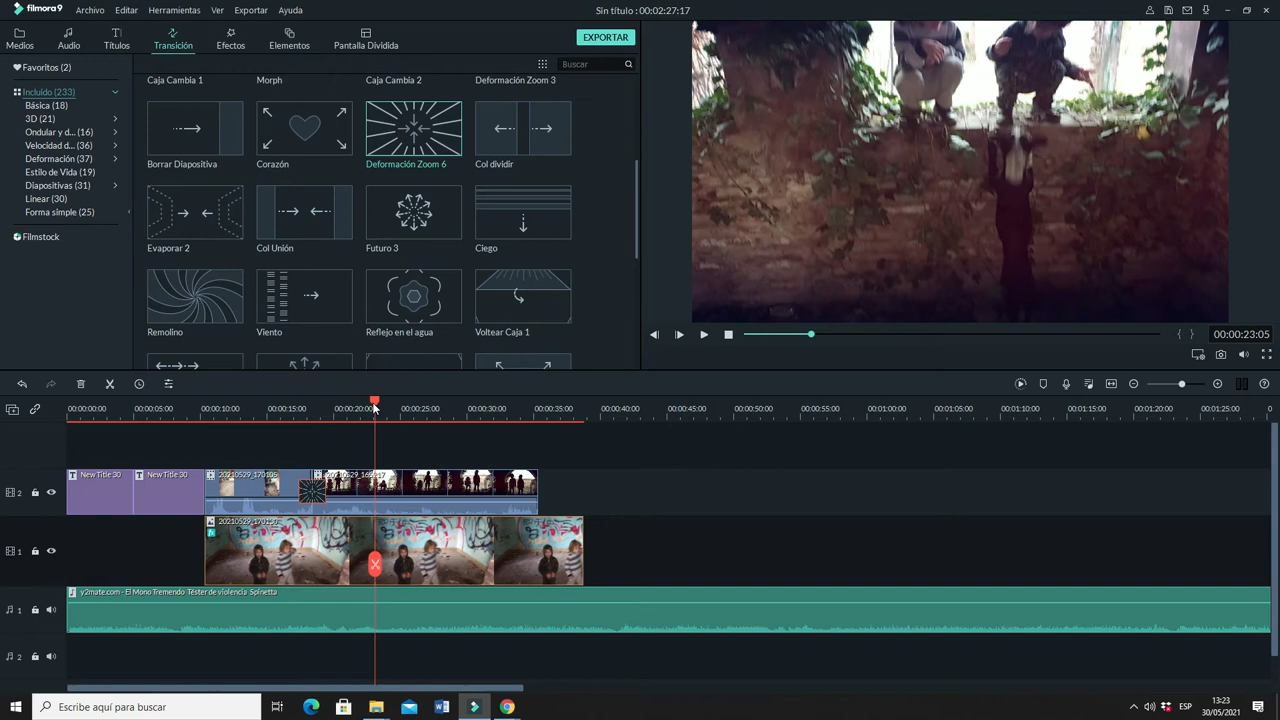 filmora9 Archivo Editar Herramientas Ver Exportar Ayuda Sin título : 00:02:27:17
Medios Audio Títulos Transición Efectos Elementos Pantalla Dividida EXPORTAR
Favoritos (2)
Buscar
Incluido (233)
Básica (18)
3D (21)
Ondular y d... (16)
Velocidad d... (36)
Deformación (37)
Estilo de Vida (19)
Diapositivas (31)
Linear (30)
Forma simple (25)
Filmstock
Caja Cambia 1 Morph Caja Cambia 2 Deformación Zoom 3
Borrar Diapositiva Corazón Deformación Zoom 6 Col dividir
Evaporar 2 Col Unión Futuro 3 Ciego
Remolino Viento Reflejo en el agua Voltear Caja 1
00:00:23:05
00:00:00:00 00:00:05:00 00:00:10:00 00:00:15:00 00:00:20:00 00:00:25:00 00:00:30:00 00:00:35:00 00:00:40:00 00:00:45:00 00:00:50:00 00:00:55:00 00:01:00:00 00:01:05:00 00:01:10:00 00:01:15:00 00:01:20:00 00:01:25:00 0
2 New Title 30 New Title 30 20210529_170105
1 20210529_170130
1 y2mate.com - El Mono Tremendo Téster de violencia Spinetta
2
Escribe aquí para buscar
ESP
13:23
30/05/2021